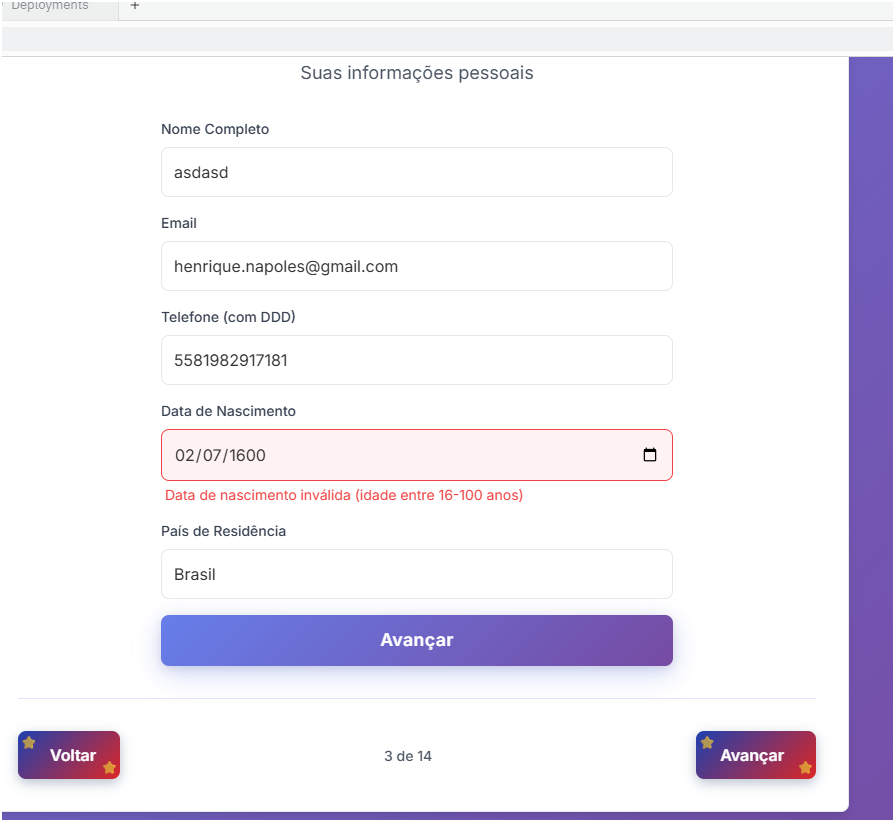 Deployments +
Suas informações pessoais
Nome Completo
asdasd
Email
henrique.napoles@gmail.com
Telefone (com DDD)
5581982917181
Data de Nascimento
02/07/1600
Data de nascimento inválida (idade entre 16-100 anos)
País de Residência
Brasil
Avançar
Voltar
3 de 14
Avançar